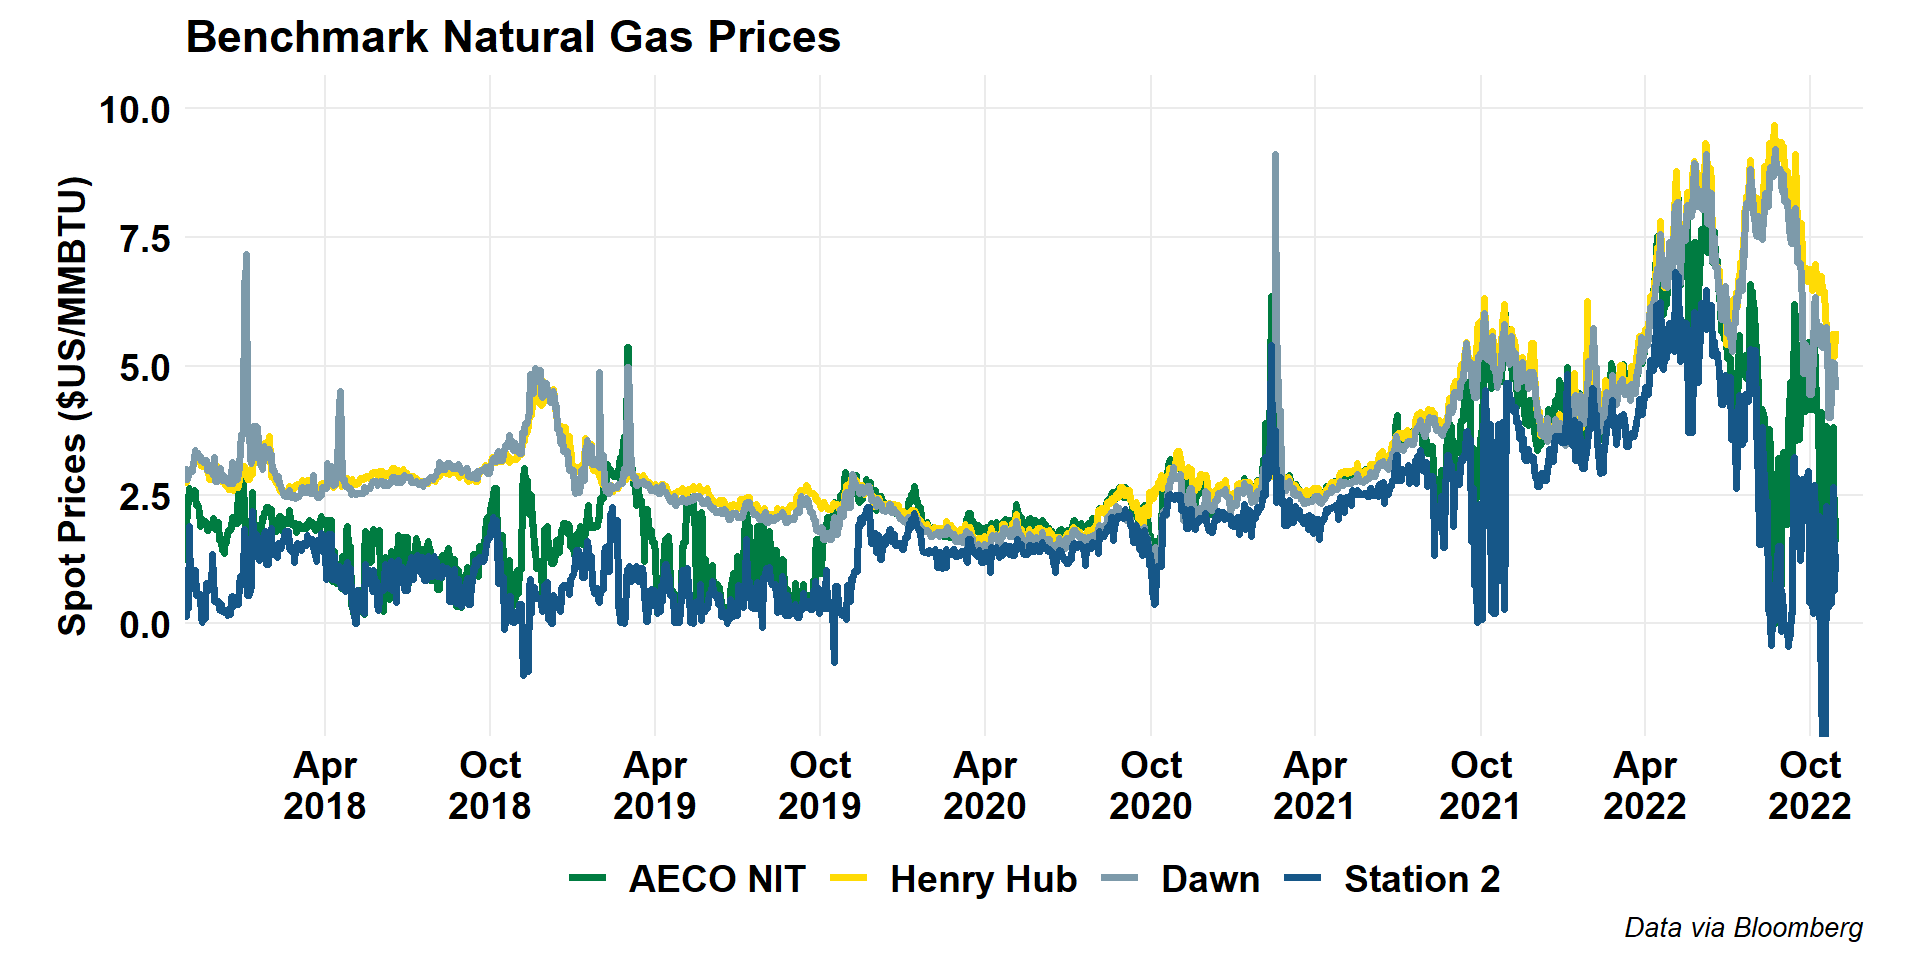 Benchmark Natural Gas Prices
Spot Prices ($US/MMBTU)
10.0
7.5
5.0
2.5
0.0
Apr Oct Apr Oct Apr Oct Apr Oct Apr Oct
2018 2018 2019 2019 2020 2020 2021 2021 2022 2022
AECO NIT Henry Hub Dawn Station 2
Data via Bloomberg